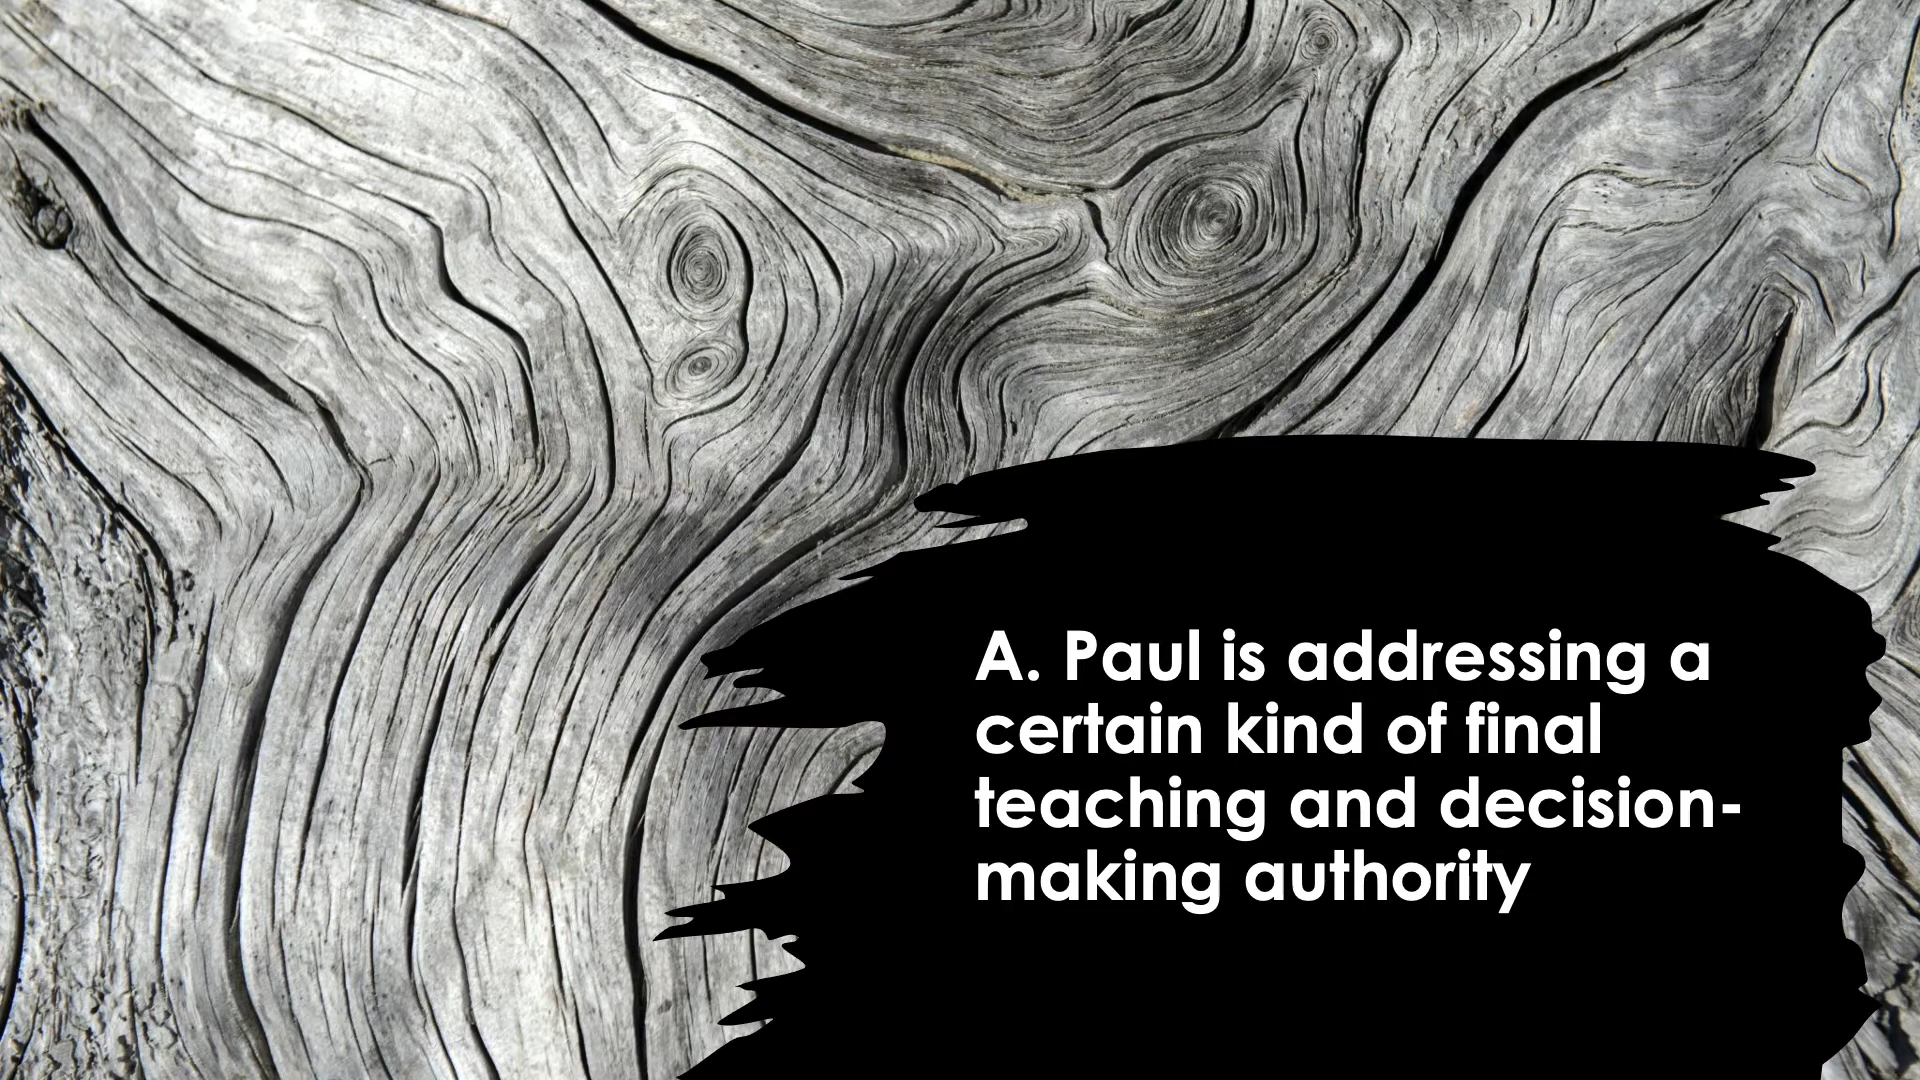 A. Paul is addressing a
certain kind of final
teaching and decision-
making authority